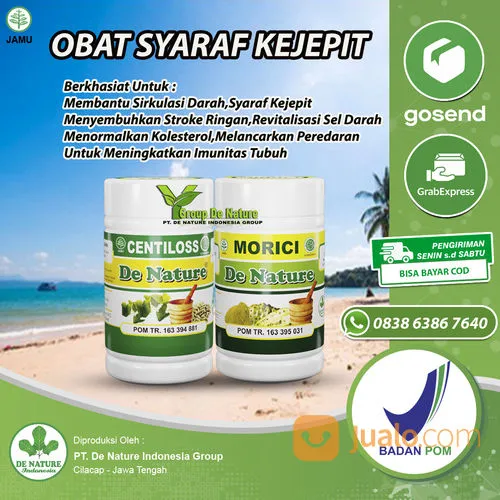 JAMU
OBAT SYARAF KEJEPIT
Berkhasiat Untuk :
Membantu Sirkulasi Darah,Syaraf Kejepit
Menyembuhkan Stroke Ringan,Revitalisasi Sel Darah
Menormalkan Kolesterol,Melancarkan Peredaran
Untuk Meningkatkan Imunitas Tubuh
gosend
GrabExpress
PENGIRIMAN
SENIN s.d SABTU
BISA BAYAR COD
0838 6386 7640
Group De Nature
PT. DE NATURE INDONESIA GROUP
CENTILOSS
De Nature®
POM TR. 163 394 881
MORICI
De Nature®
POM TR. 163 395 031
BADAN POM
Jualo.com
DE NATURE
Indonesia
Diproduksi Oleh :
PT. De Nature Indonesia Group
Cilacap - Jawa Tengah